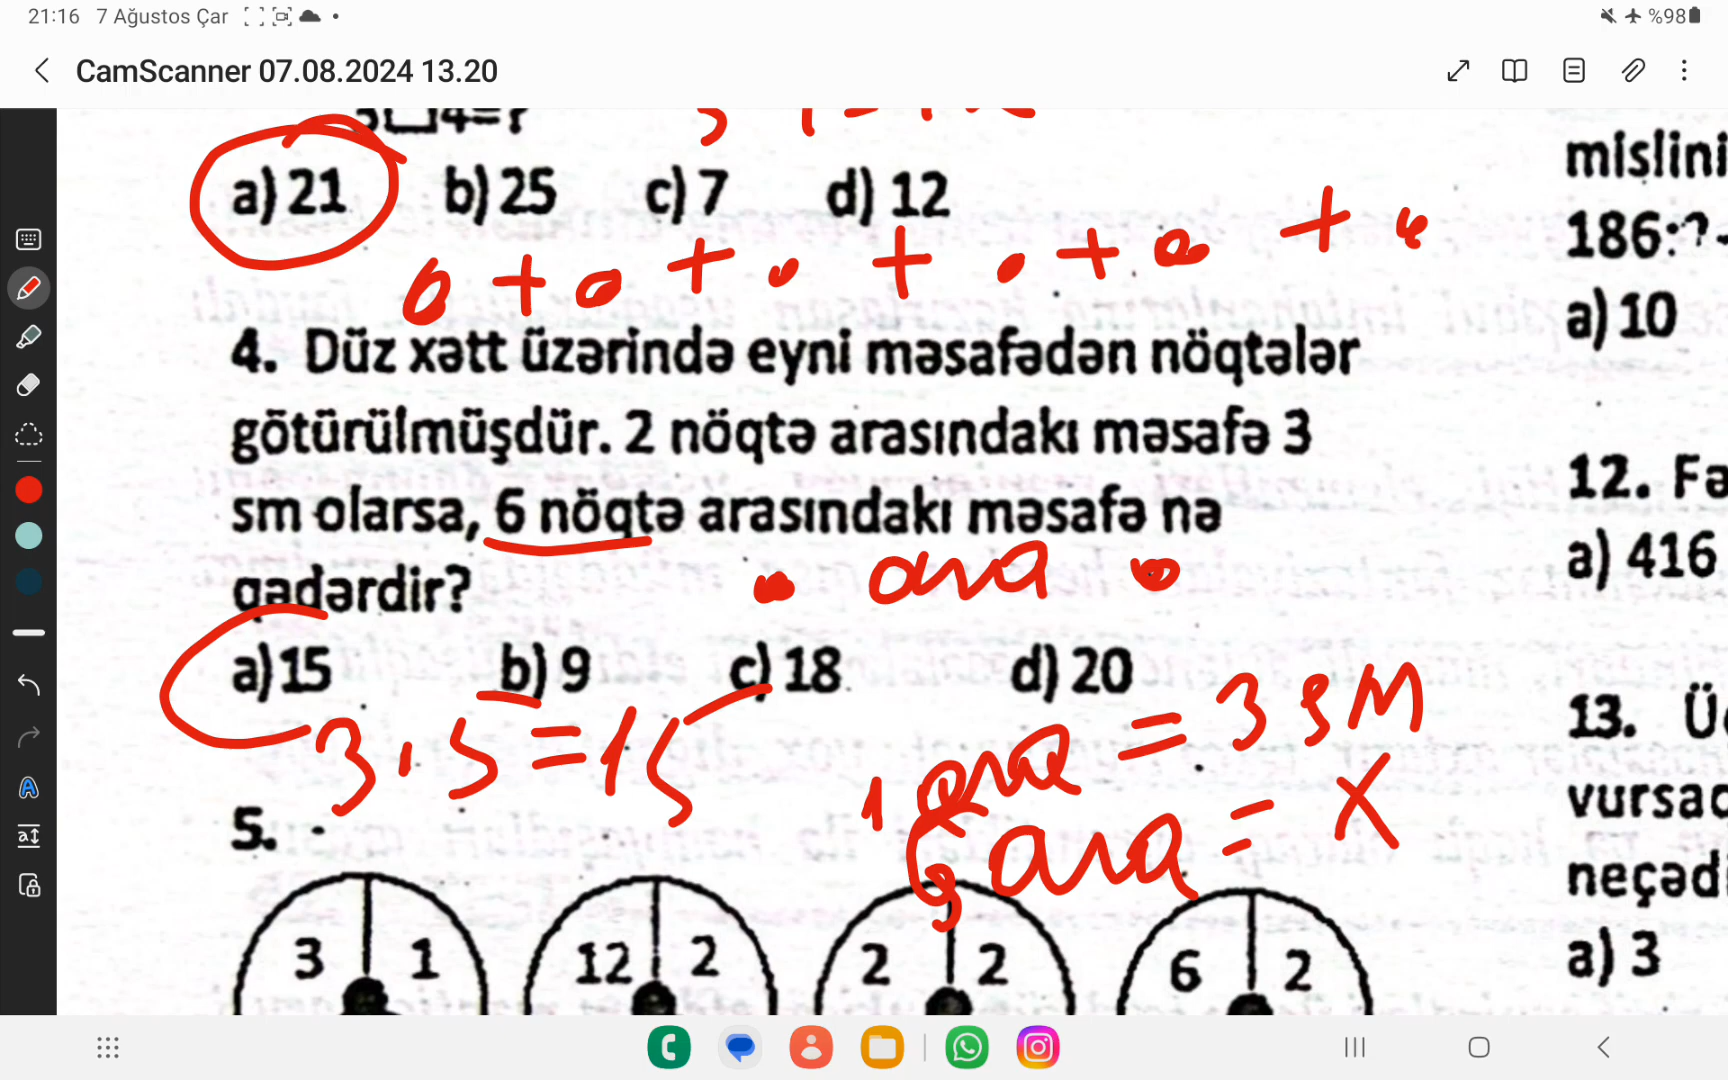 21:16 7 Ağustos Çar
%98
CamScanner 07.08.2024 13.20
a) 21 b) 25 c) 7 d) 12
4. Düz xətt üzərində eyni məsafədən nöqtələr
götürülmüşdür. 2 nöqtə arasındakı məsafə 3
sm olarsa, 6 nöqtə arasındakı məsafə nə
qədərdir?
ara
a) 15 b) 9 c) 18 d) 20
3 · 5 = 15
1 ara = 3 sm
5 ara = x
5.
3 1 12 2 2 2 6 2
mislini
186:?-
a) 10
12. Fə
a) 416
13. Üç
vursaq
neçədi
a) 3